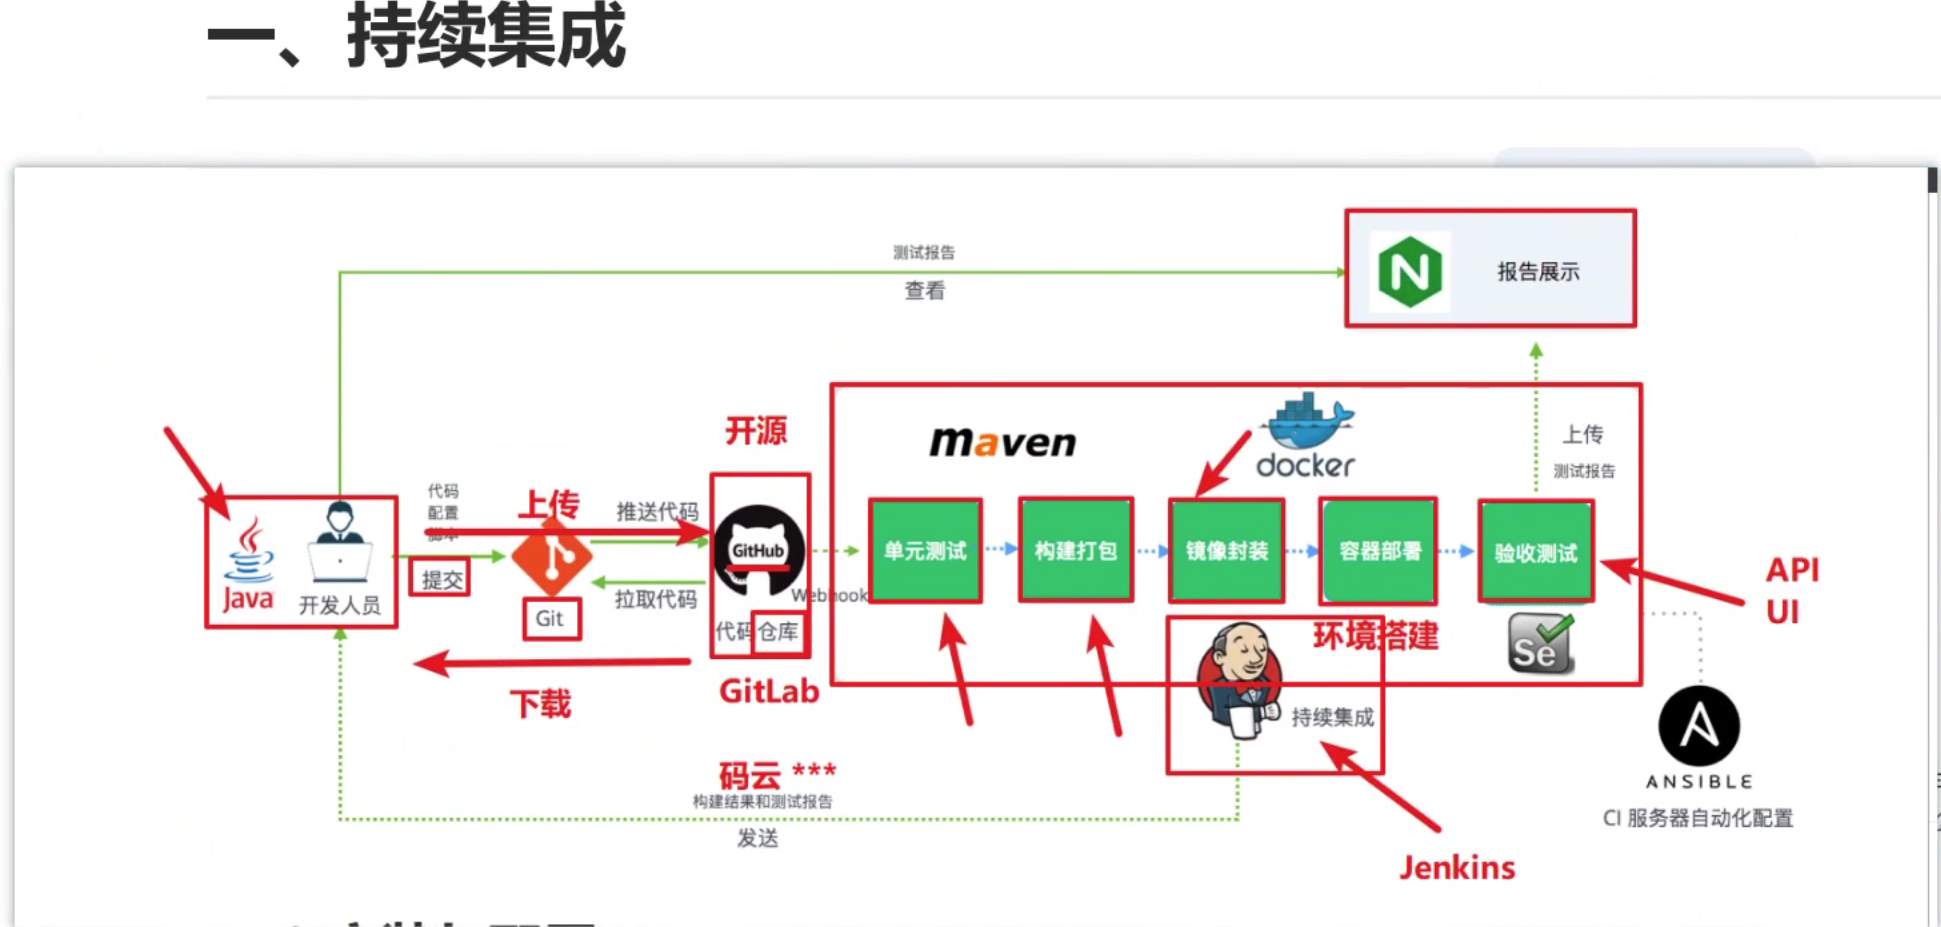 一、持续集成
测试报告
查看
报告展示
开源
maven
docker
上传
测试报告
代码
配置
脚本
上传
推送代码
GitHub
单元测试
构建打包
镜像封装
容器部署
验收测试
API
UI
Java
开发人员
提交
Git
拉取代码
Webhook
代码仓库
环境搭建
Se
下载
GitLab
持续集成
码云 ***
构建结果和测试报告
发送
ANSIBLE
CI 服务器自动化配置
Jenkins